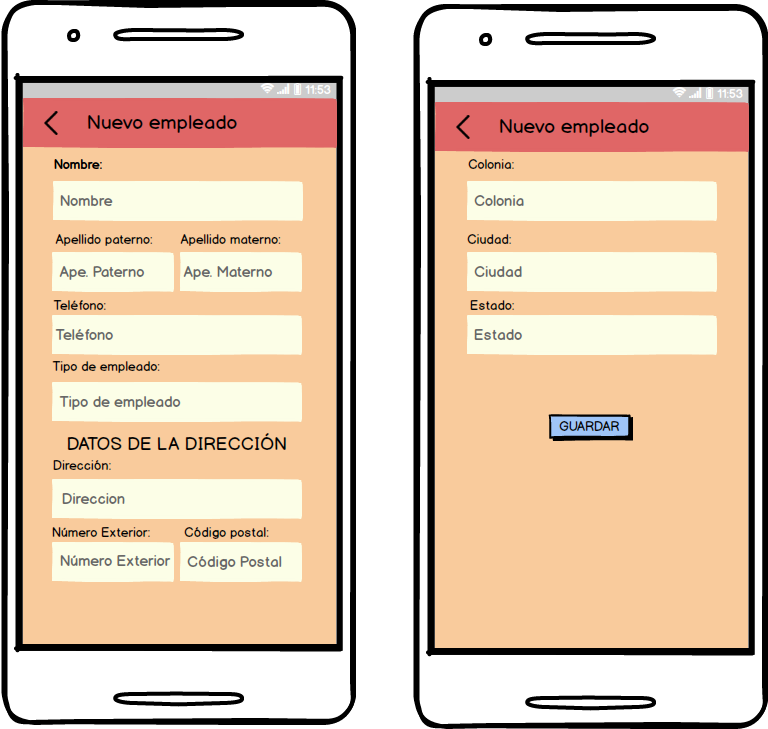 11:53
Nuevo empleado
Nombre:
Nombre
Apellido paterno: Apellido materno:
Ape. Paterno Ape. Materno
Teléfono:
Teléfono
Tipo de empleado:
Tipo de empleado
DATOS DE LA DIRECCIÓN
Dirección:
Direccion
Número Exterior: Código postal:
Número Exterior Código Postal
11:53
Nuevo empleado
Colonia:
Colonia
Ciudad:
Ciudad
Estado:
Estado
GUARDAR